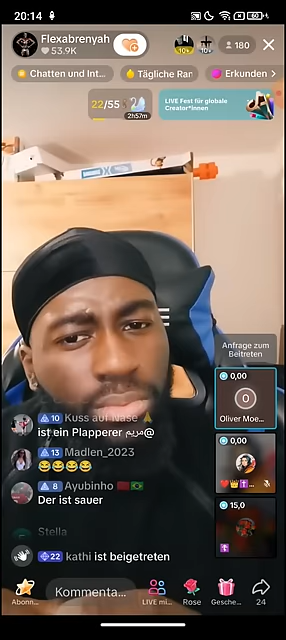 20:14
60
Flexabrenyah
53.9K
10+
10+
180
Chatten und Int...
Tägliche Ran
Erkunden >
22/55
2h57m
LIVE Fest für globale
Creator*innen
Anfrage zum
Beitreten
0,00
O
Oliver Moe...
0,00
15,0
10 Kuss auf Nase
ist ein Plapperer مريم@
13 Madlen_2023
😂😂😂😂
8 Ayubinho 🇲🇦🇧🇩
Der ist sauer
Stella
22 kathi ist beigetreten
Abonn...
Kommenta...
LIVE mi...
Rose
Gesche...
24